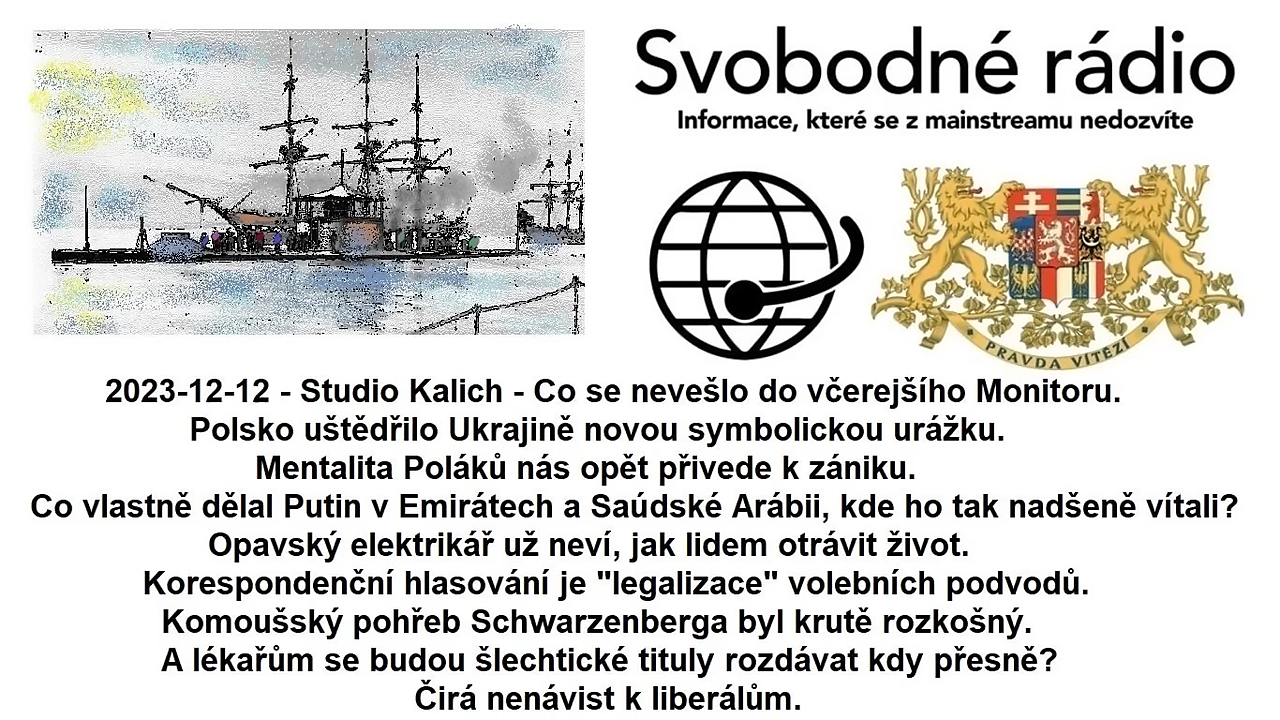 Svobodné rádio
Informace, které se z mainstreamu nedozvíte
PRAVDA VÍTĚZÍ
2023-12-12 - Studio Kalich - Co se nevešlo do včerejšího Monitoru.
Polsko uštědřilo Ukrajině novou symbolickou urážku.
Mentalita Poláků nás opět přivede k zániku.
Co vlastně dělal Putin v Emirátech a Saúdské Arábii, kde ho tak nadšeně vítali?
Opavský elektrikář už neví, jak lidem otrávit život.
Korespondenční hlasování je "legalizace" volebních podvodů.
Komoušský pohřeb Schwarzenberga byl krutě rozkošný.
A lékařům se budou šlechtické tituly rozdávat kdy přesně?
Čirá nenávist k liberálům.